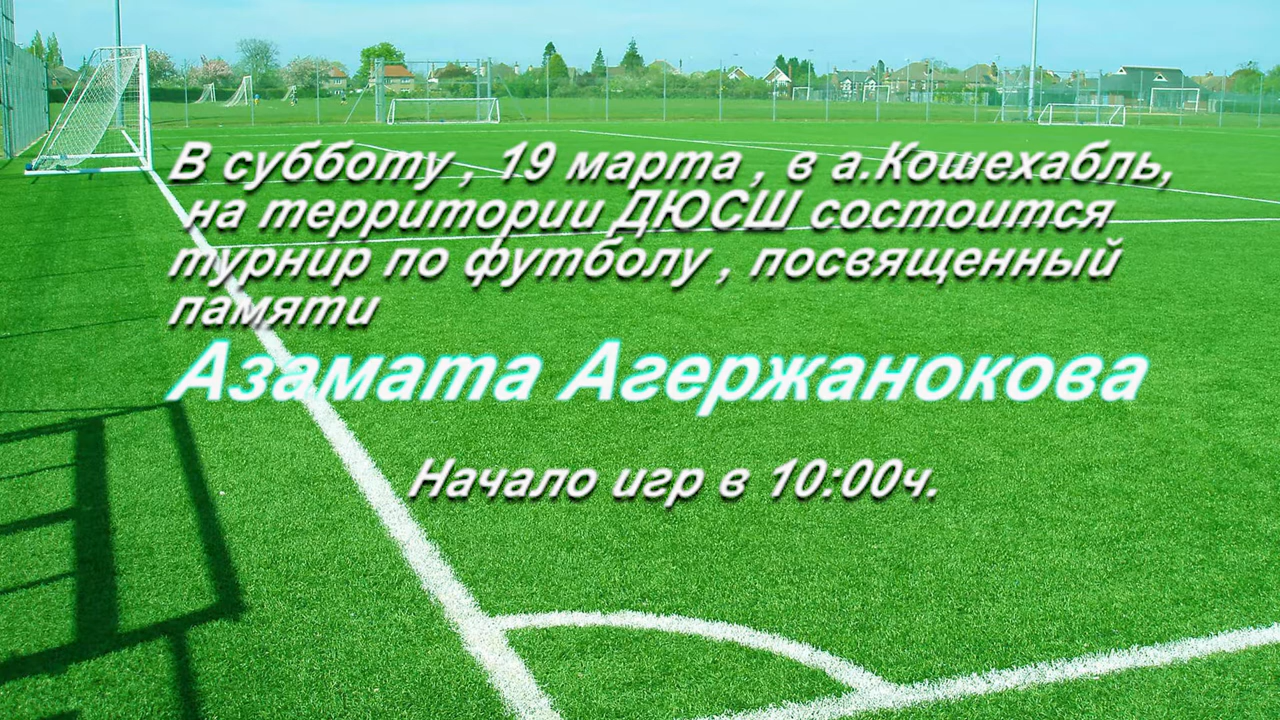 В субботу , 19 марта , в а.Кошехабль,
на территории ДЮСШ состоится
турнир по футболу , посвященный
памяти
Азамата Агержанокова
Начало игр в 10:00ч.